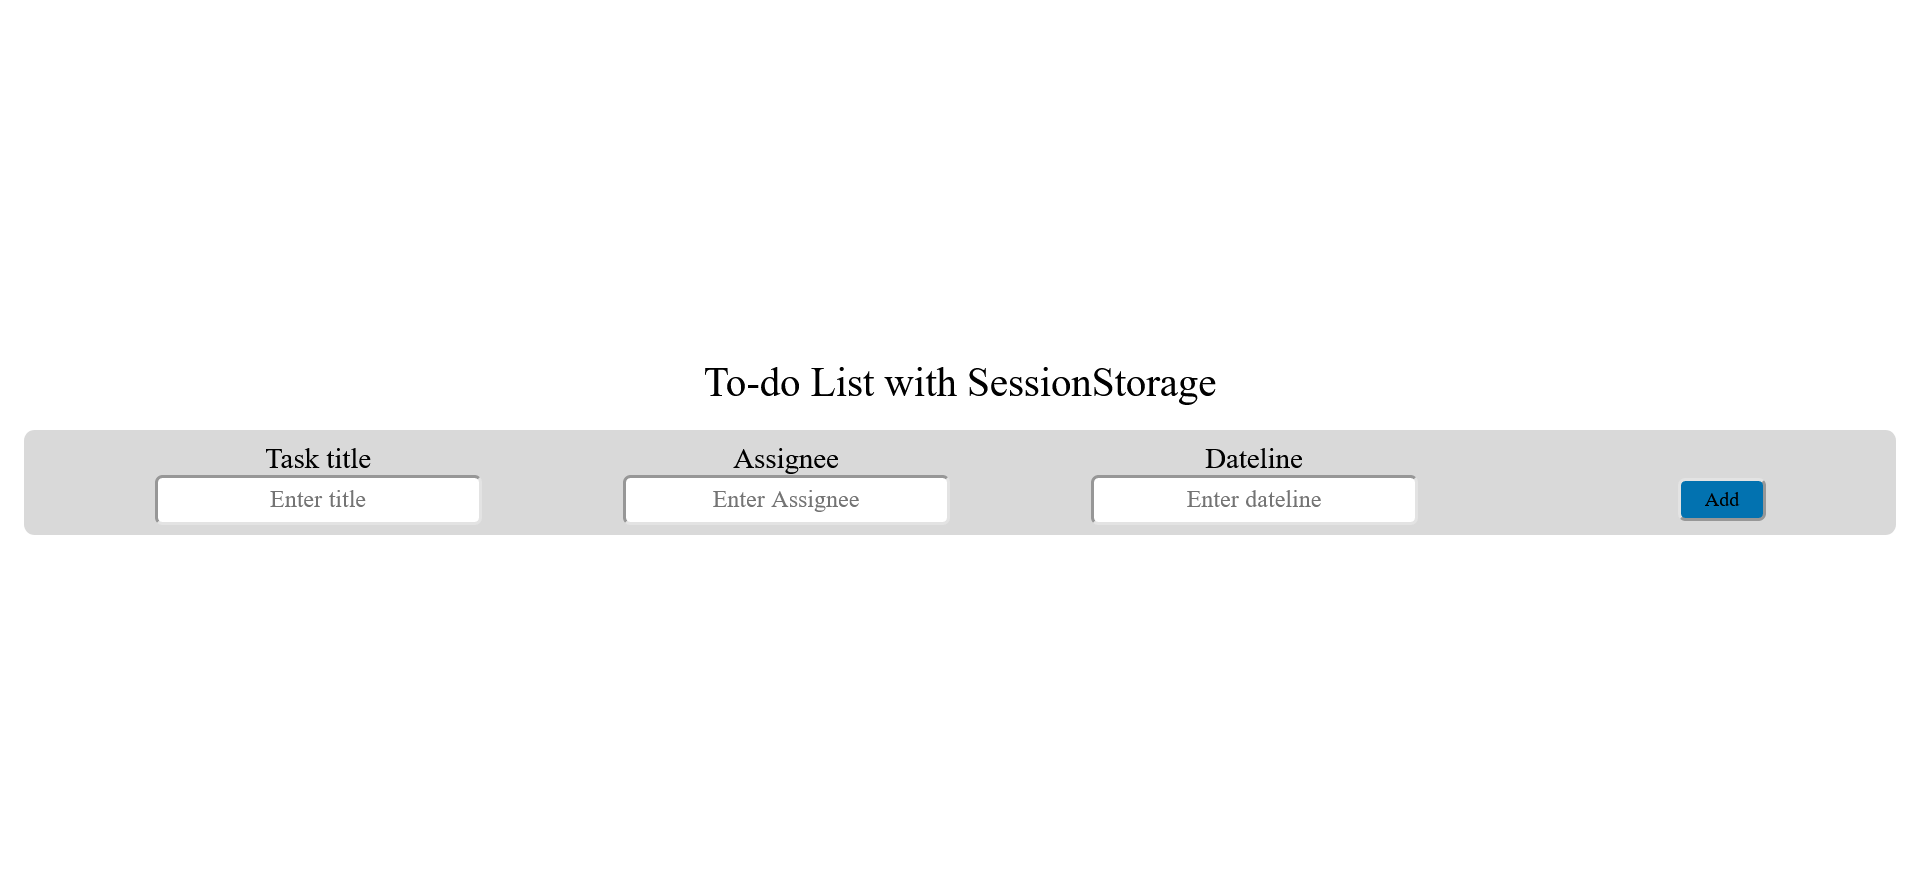 To-do List with SessionStorage
Task title Assignee Dateline
Enter title Enter Assignee Enter dateline Add